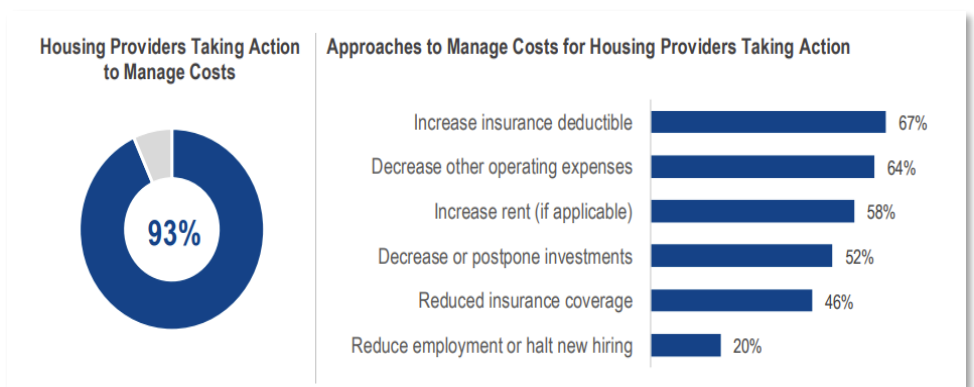 Housing Providers Taking Action
to Manage Costs
93%
Approaches to Manage Costs for Housing Providers Taking Action
Increase insurance deductible 67%
Decrease other operating expenses 64%
Increase rent (if applicable) 58%
Decrease or postpone investments 52%
Reduced insurance coverage 46%
Reduce employment or halt new hiring 20%